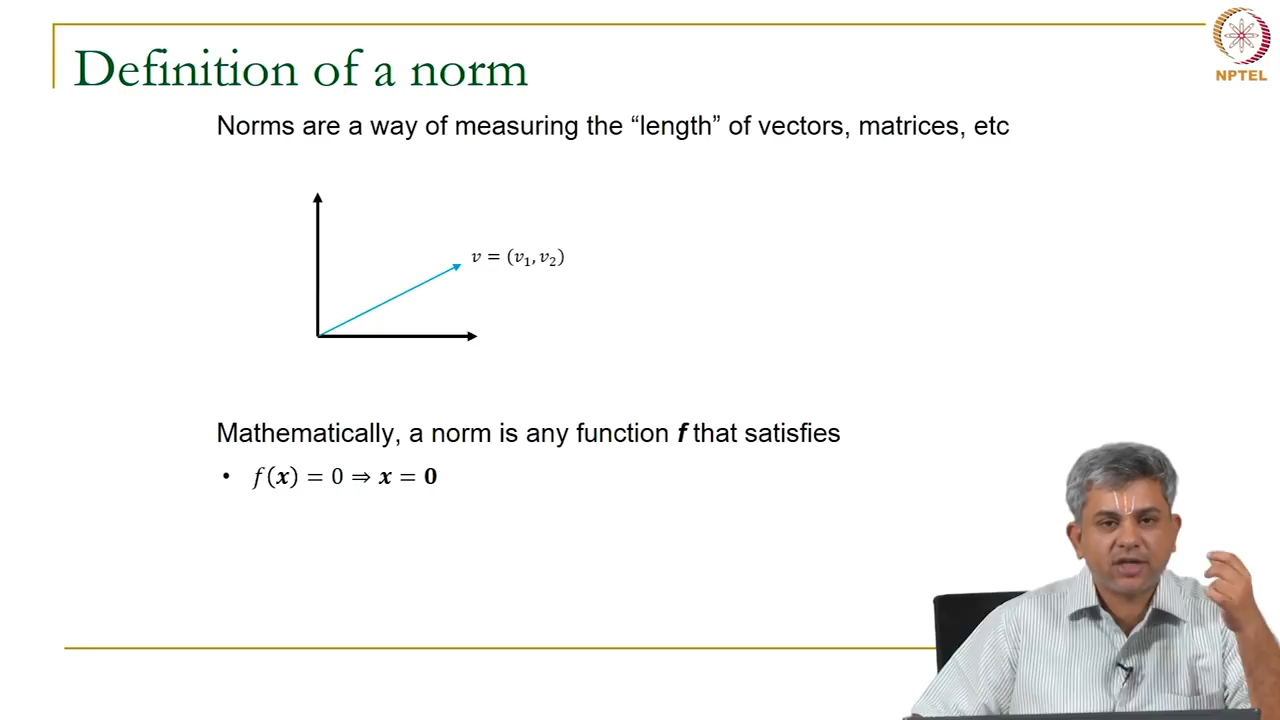 Definition of a norm
NPTEL
Norms are a way of measuring the “length” of vectors, matrices, etc
v = (v₁, v₂)
Mathematically, a norm is any function f that satisfies
• f(x) = 0 ⇒ x = 0